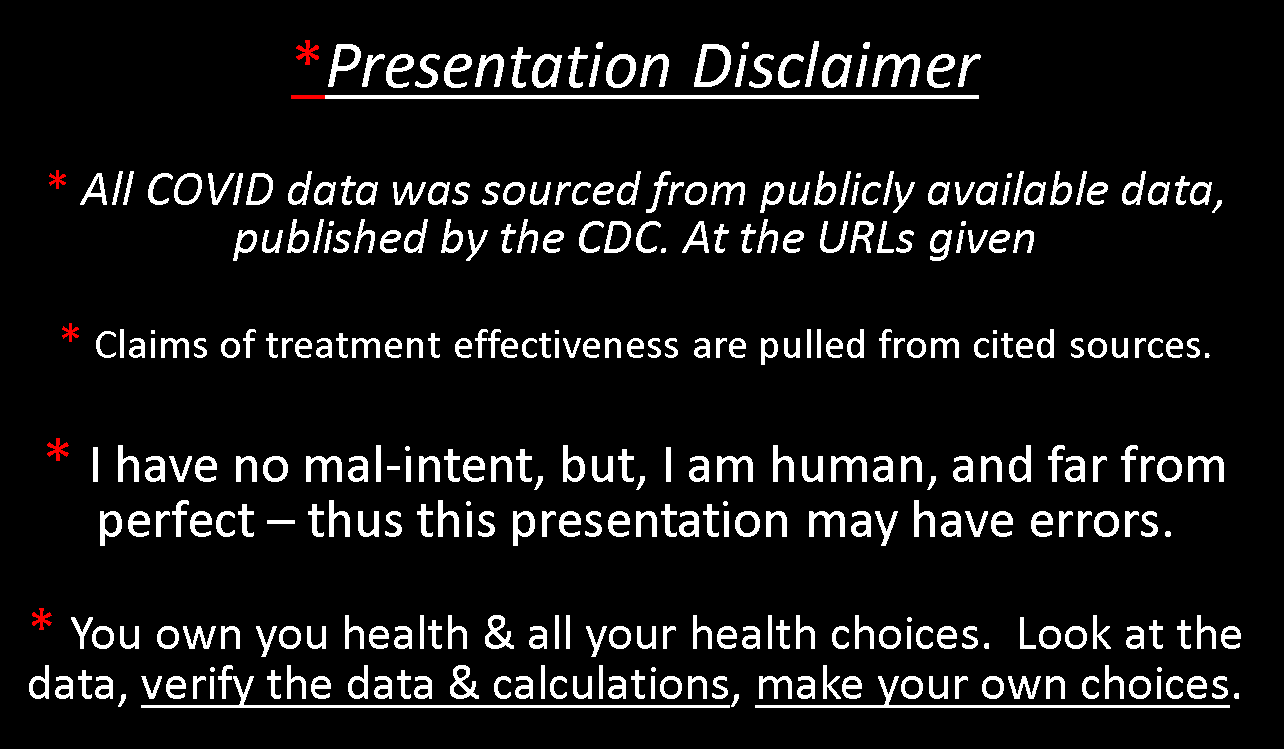 *Presentation Disclaimer
* All COVID data was sourced from publicly available data,
published by the CDC. At the URLs given
* Claims of treatment effectiveness are pulled from cited sources.
* I have no mal-intent, but, I am human, and far from
perfect – thus this presentation may have errors.
* You own you health & all your health choices.  Look at the
data, verify the data & calculations, make your own choices.